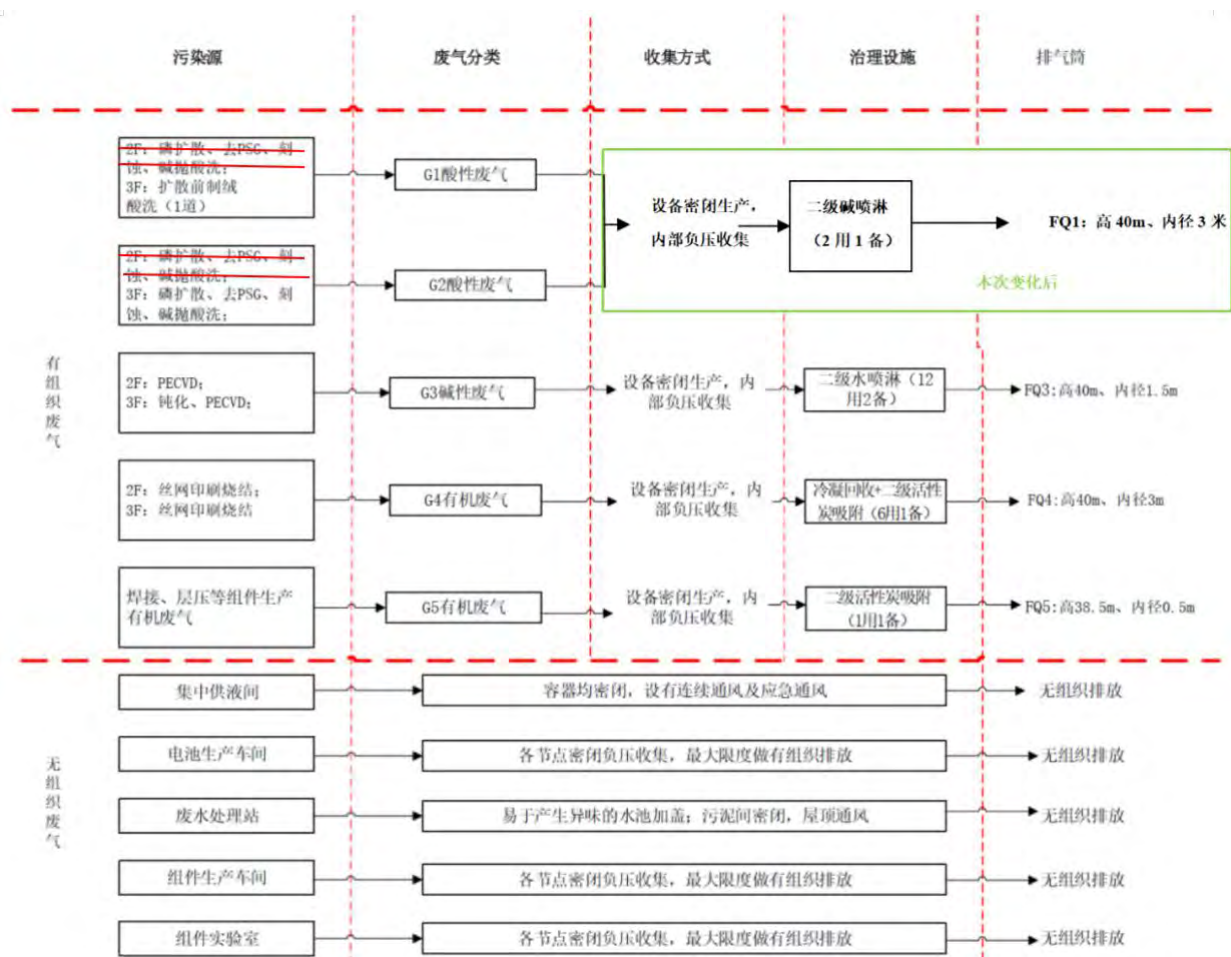 污染源
废气分类
收集方式
治理设施
排气筒
有组织废气
2F：磷扩散、去PSG、刻
蚀、碱抛酸洗；
3F：扩散前制绒
酸洗（1道）
G1酸性废气
2F：磷扩散、去PSG、刻
蚀、碱抛酸洗；
3F：磷扩散、去PSG、刻
蚀、碱抛酸洗；
G2酸性废气
设备密闭生产，
内部负压收集
二级碱喷淋
（2用1备）
FQ1：高 40m、内径 3 米
本次变化后
2F：PECVD；
3F：钝化、PECVD；
G3碱性废气
设备密闭生产，内
部负压收集
二级水喷淋（12
用2备）
FQ3:高40m、内径1.5m
2F：丝网印刷烧结；
3F：丝网印刷烧结
G4有机废气
设备密闭生产，内
部负压收集
冷凝回收+二级活性
炭吸附（6用1备）
FQ4:高40m、内径3m
焊接、层压等组件生产
有机废气
G5有机废气
设备密闭生产，内
部负压收集
二级活性炭吸附
（1用1备）
FQ5:高38.5m、内径0.5m
无组织废气
集中供液间
容器均密闭，设有连续通风及应急通风
无组织排放
电池生产车间
各节点密闭负压收集，最大限度做有组织排放
无组织排放
废水处理站
易于产生异味的水池加盖；污泥间密闭，屋顶通风
无组织排放
组件生产车间
各节点密闭负压收集，最大限度做有组织排放
无组织排放
组件实验室
各节点密闭负压收集，最大限度做有组织排放
无组织排放